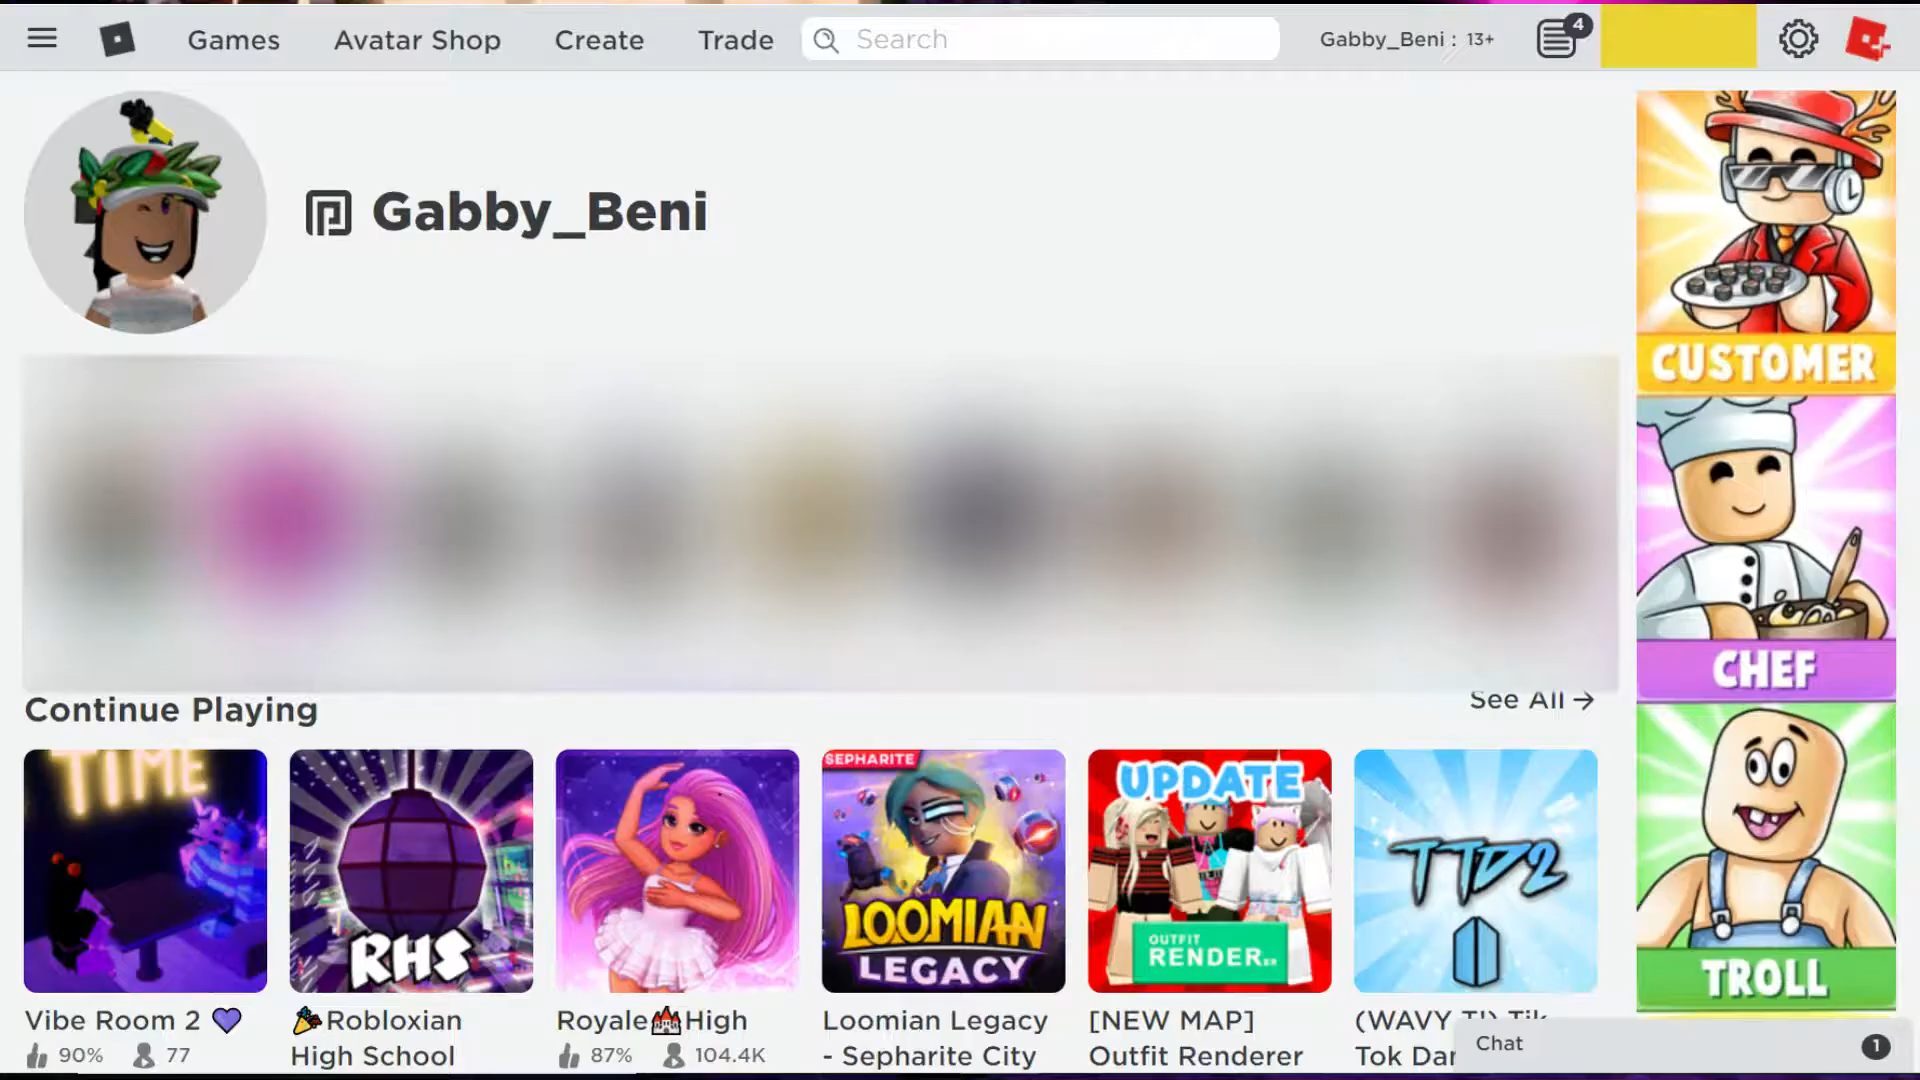 Games
Avatar Shop
Create
Trade
Search
Gabby_Beni : 13+
4
Gabby_Beni
CUSTOMER
CHEF
TROLL
See All →
Continue Playing
TIME
RHS
SEPHARITE
LOOMIAN
LEGACY
UPDATE
OUTFIT
RENDERER
TTD2
Vibe Room 2 💜
90% 77
🎉Robloxian
High School
Royale🏰High
87% 104.4K
Loomian Legacy
- Sepharite City
[NEW MAP]
Outfit Renderer
(WAVY
Tok
Chat
1